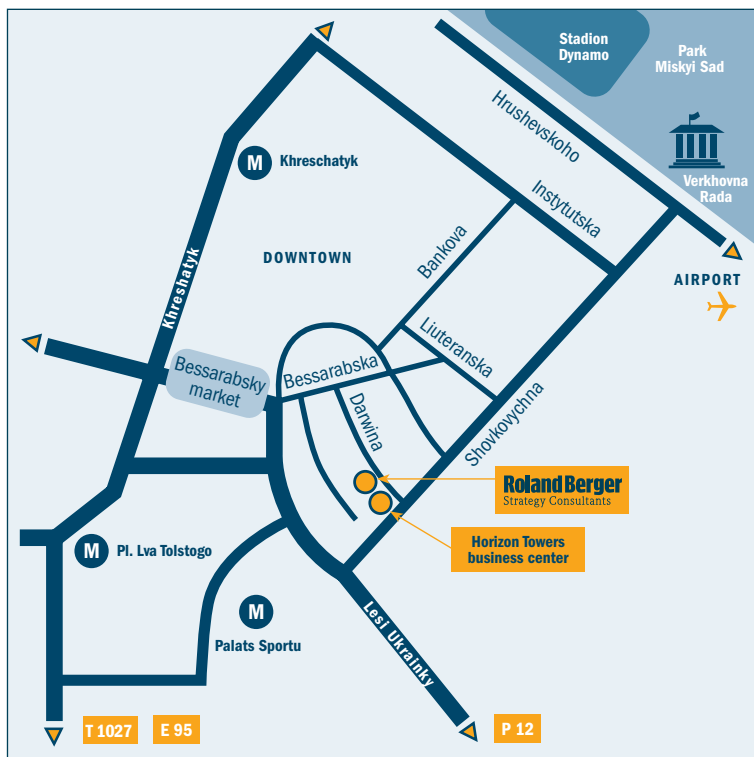 Stadion
Dynamo
Park
Miskyi Sad
Hrushevskoho
Verkhovna
Rada
M
Khreschatyk
Instytutska
Bankova
DOWNTOWN
AIRPORT
Khreshatyk
Liuteranska
Bessarabsky
market
Bessarabska
Darwina
Shovkovychna
Roland Berger
Strategy Consultants
Horizon Towers
business center
M
Pl. Lva Tolstogo
M
Palats Sportu
Lesi Ukrainky
T 1027
E 95
P 12